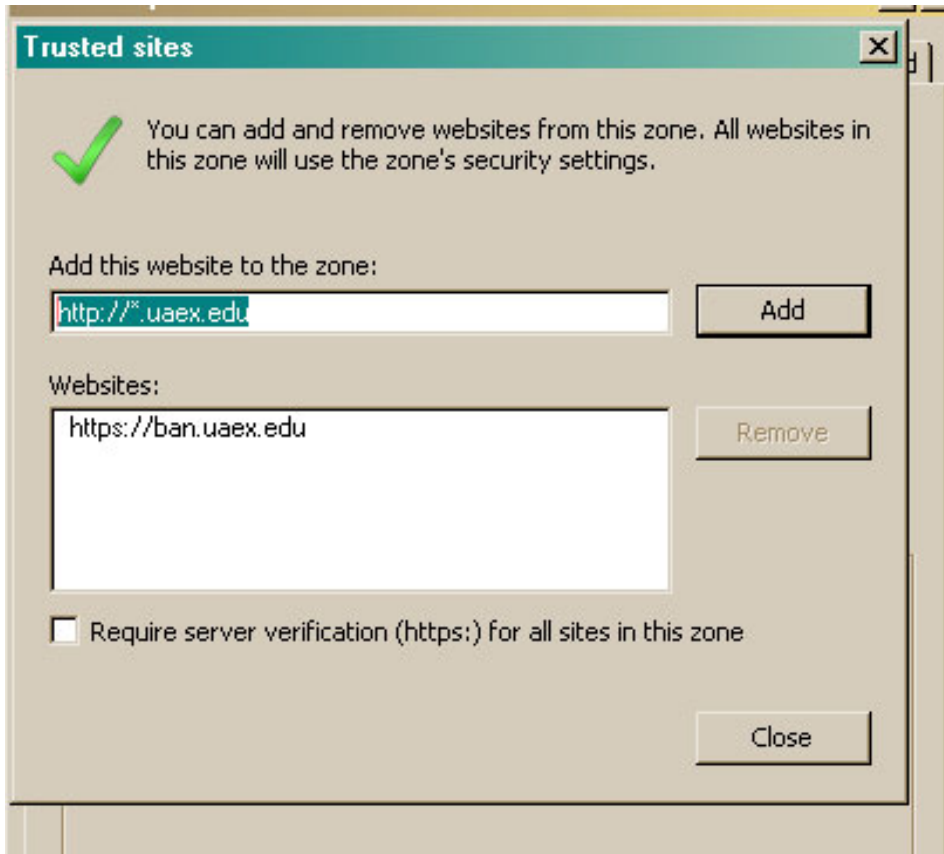 Trusted sites
You can add and remove websites from this zone. All websites in
this zone will use the zone's security settings.
Add this website to the zone:
http://*.uaex.edu
Add
Websites:
https://ban.uaex.edu
Remove
Require server verification (https:) for all sites in this zone
Close